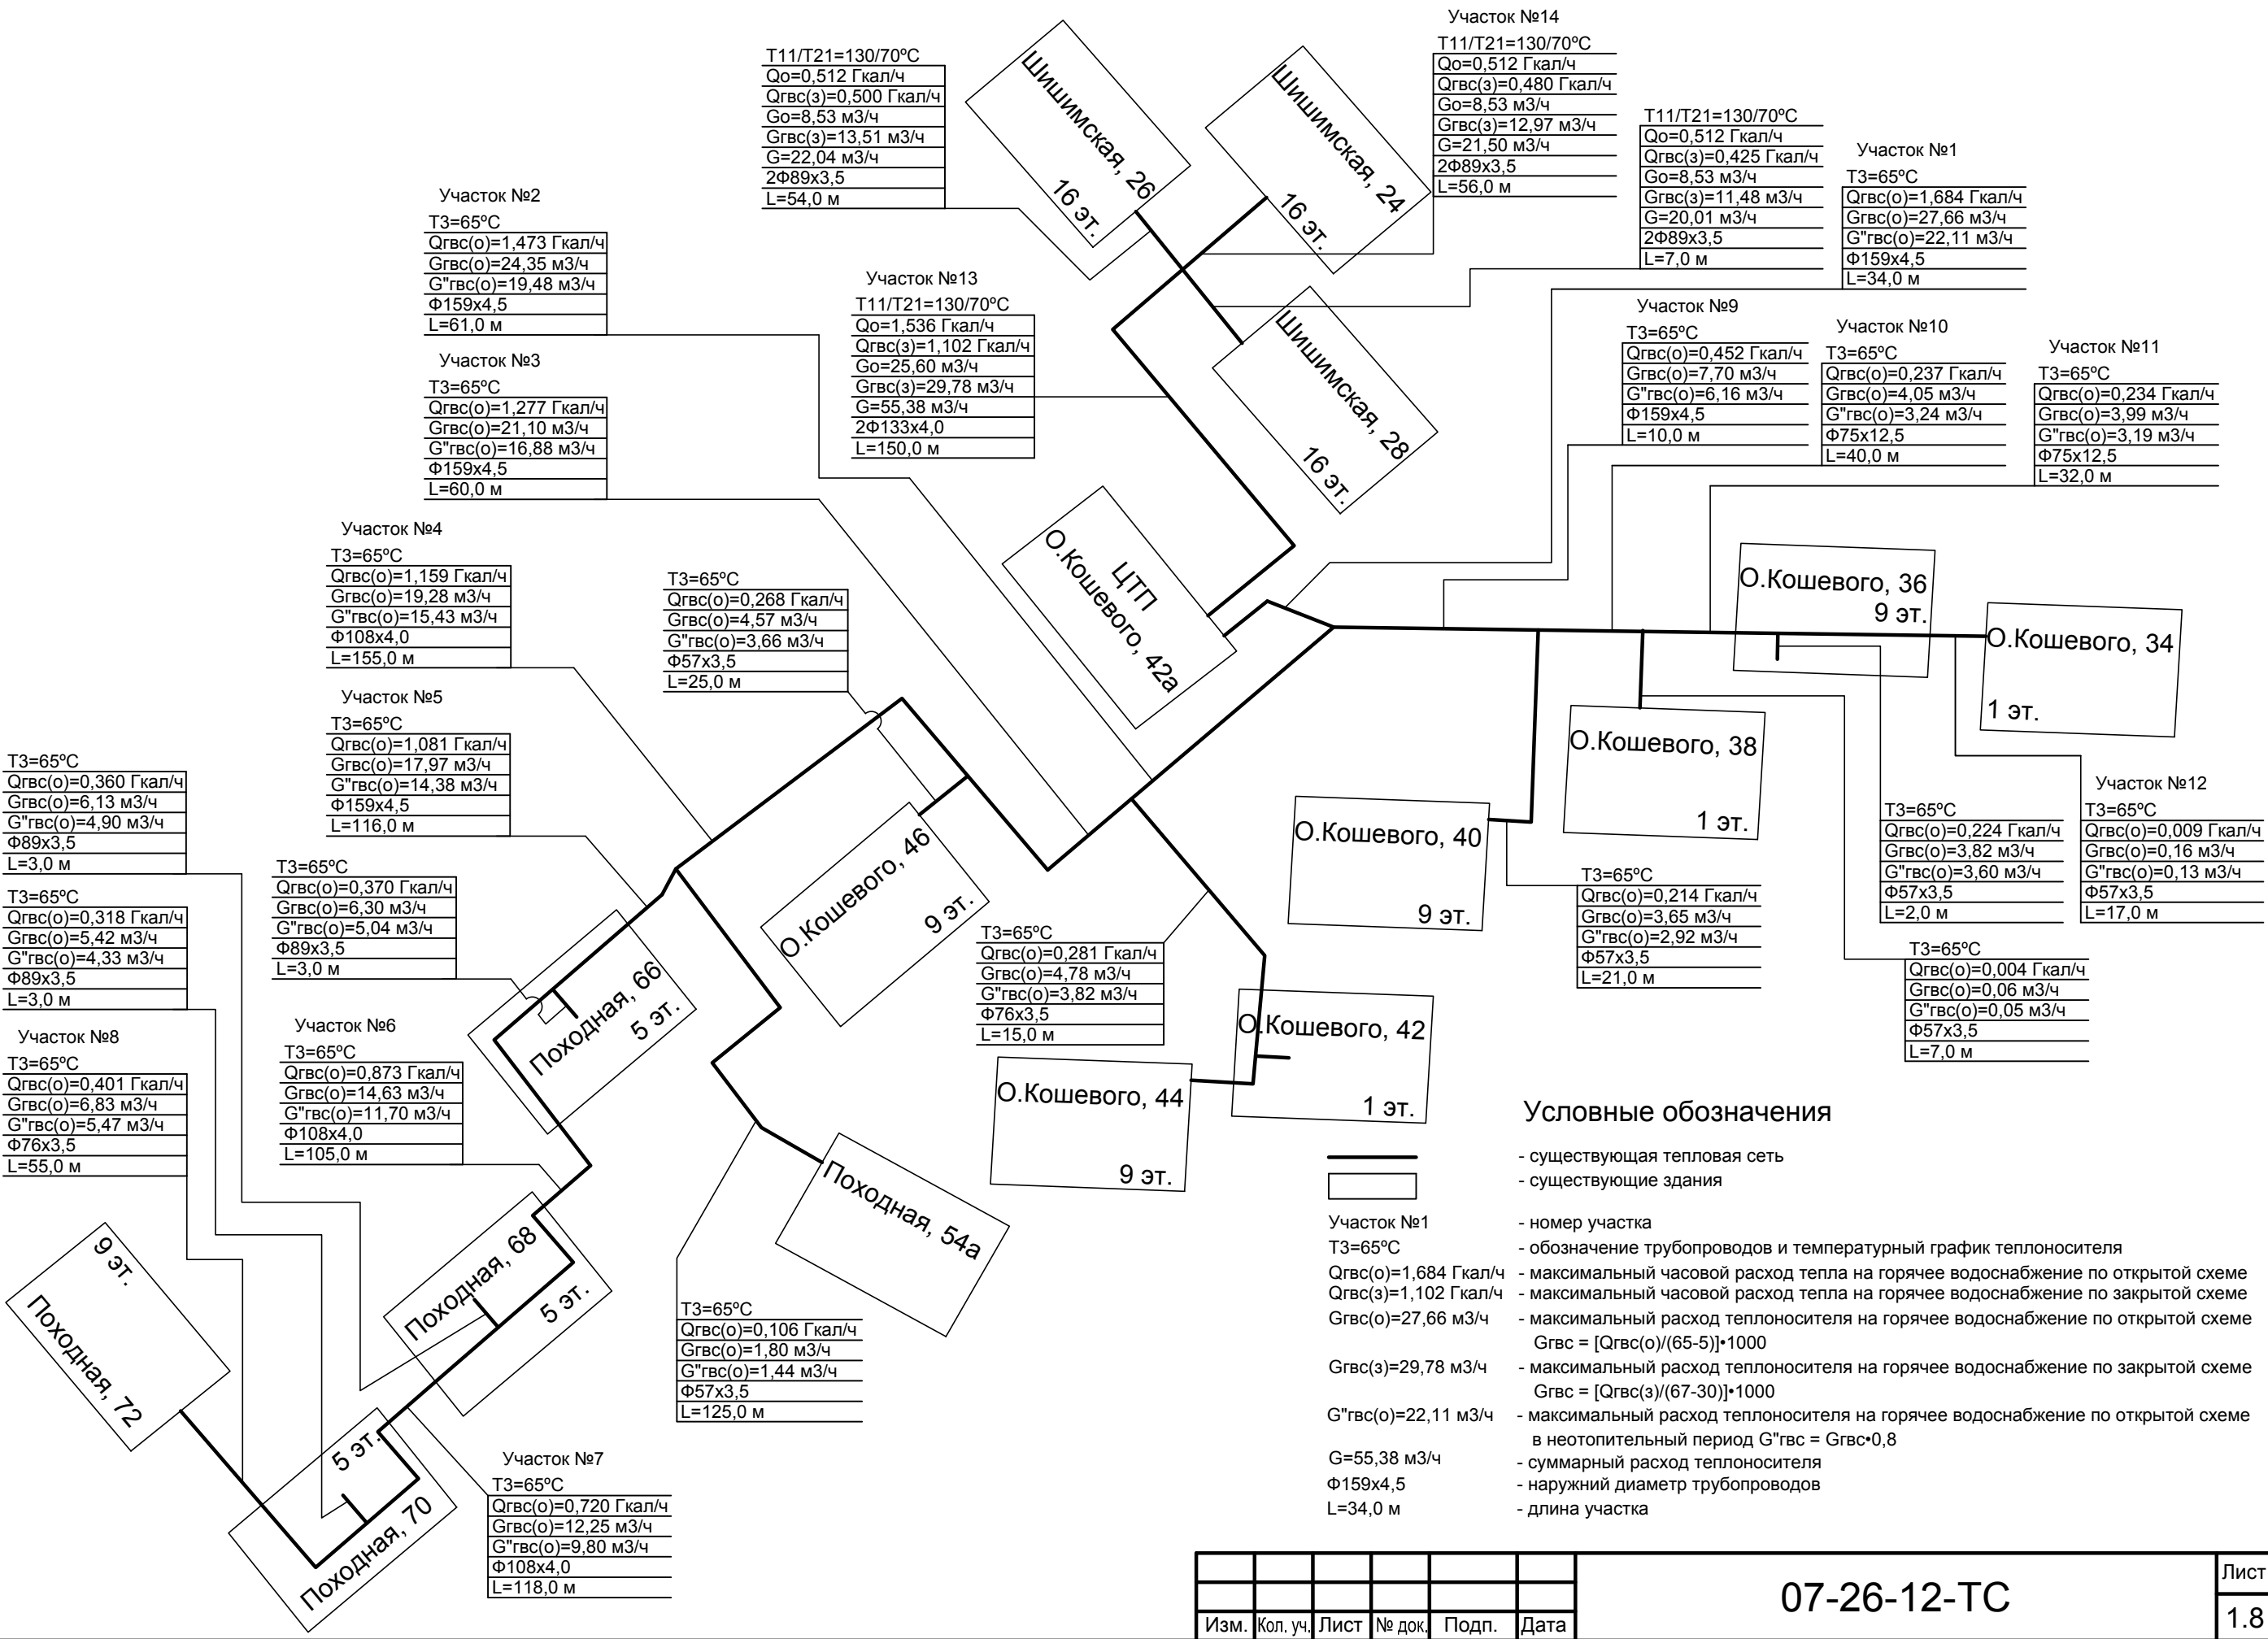 Участок №14
Т11/Т21=130/70ºС
Qо=0,512 Гкал/ч
Qгвс(з)=0,480 Гкал/ч
Gо=8,53 м3/ч
Gгвс(з)=12,97 м3/ч
G=21,50 м3/ч
2Ф89х3,5
L=56,0 м
Т11/Т21=130/70ºС
Qо=0,512 Гкал/ч
Qгвс(з)=0,500 Гкал/ч
Gо=8,53 м3/ч
Gгвс(з)=13,51 м3/ч
G=22,04 м3/ч
2Ф89х3,5
L=54,0 м
Шишимская, 26
16 эт.
Шишимская, 24
16 эт.
Т11/Т21=130/70ºС
Qо=0,512 Гкал/ч
Qгвс(з)=0,425 Гкал/ч
Gо=8,53 м3/ч
Gгвс(з)=11,48 м3/ч
G=20,01 м3/ч
2Ф89х3,5
L=7,0 м
Участок №1
Т3=65ºС
Qгвс(о)=1,684 Гкал/ч
Gгвс(о)=27,66 м3/ч
G"гвс(о)=22,11 м3/ч
Ф159х4,5
L=34,0 м
Участок №2
Т3=65ºС
Qгвс(о)=1,473 Гкал/ч
Gгвс(о)=24,35 м3/ч
G"гвс(о)=19,48 м3/ч
Ф159х4,5
L=61,0 м
Участок №13
Т11/Т21=130/70ºС
Qо=1,536 Гкал/ч
Qгвс(з)=1,102 Гкал/ч
Gо=25,60 м3/ч
Gгвс(з)=29,78 м3/ч
G=55,38 м3/ч
2Ф133х4,0
L=150,0 м
Шишимская, 28
16 эт.
Участок №9
Т3=65ºС
Qгвс(о)=0,452 Гкал/ч
Gгвс(о)=7,70 м3/ч
G"гвс(о)=6,16 м3/ч
Ф159х4,5
L=10,0 м
Участок №10
Т3=65ºС
Qгвс(о)=0,237 Гкал/ч
Gгвс(о)=4,05 м3/ч
G"гвс(о)=3,24 м3/ч
Ф75х12,5
L=40,0 м
Участок №11
Т3=65ºС
Qгвс(о)=0,234 Гкал/ч
Gгвс(о)=3,99 м3/ч
G"гвс(о)=3,19 м3/ч
Ф75х12,5
L=32,0 м
Участок №3
Т3=65ºС
Qгвс(о)=1,277 Гкал/ч
Gгвс(о)=21,10 м3/ч
G"гвс(о)=16,88 м3/ч
Ф159х4,5
L=60,0 м
Участок №4
Т3=65ºС
Qгвс(о)=1,159 Гкал/ч
Gгвс(о)=19,28 м3/ч
G"гвс(о)=15,43 м3/ч
Ф108х4,0
L=155,0 м
Т3=65ºС
Qгвс(о)=0,268 Гкал/ч
Gгвс(о)=4,57 м3/ч
G"гвс(о)=3,66 м3/ч
Ф57х3,5
L=25,0 м
ЦТП
О.Кошевого, 42а
О.Кошевого, 36
9 эт.
О.Кошевого, 34
1 эт.
Участок №5
Т3=65ºС
Qгвс(о)=1,081 Гкал/ч
Gгвс(о)=17,97 м3/ч
G"гвс(о)=14,38 м3/ч
Ф159х4,5
L=116,0 м
О.Кошевого, 38
1 эт.
Т3=65ºС
Qгвс(о)=0,360 Гкал/ч
Gгвс(о)=6,13 м3/ч
G"гвс(о)=4,90 м3/ч
Ф89х3,5
L=3,0 м
О.Кошевого, 46
9 эт.
О.Кошевого, 40
9 эт.
Т3=65ºС
Qгвс(о)=0,224 Гкал/ч
Gгвс(о)=3,82 м3/ч
G"гвс(о)=3,60 м3/ч
Ф57х3,5
L=2,0 м
Участок №12
Т3=65ºС
Qгвс(о)=0,009 Гкал/ч
Gгвс(о)=0,16 м3/ч
G"гвс(о)=0,13 м3/ч
Ф57х3,5
L=17,0 м
Т3=65ºС
Qгвс(о)=0,370 Гкал/ч
Gгвс(о)=6,30 м3/ч
G"гвс(о)=5,04 м3/ч
Ф89х3,5
L=3,0 м
Т3=65ºС
Qгвс(о)=0,214 Гкал/ч
Gгвс(о)=3,65 м3/ч
G"гвс(о)=2,92 м3/ч
Ф57х3,5
L=21,0 м
Т3=65ºС
Qгвс(о)=0,318 Гкал/ч
Gгвс(о)=5,42 м3/ч
G"гвс(о)=4,33 м3/ч
Ф89х3,5
L=3,0 м
Т3=65ºС
Qгвс(о)=0,281 Гкал/ч
Gгвс(о)=4,78 м3/ч
G"гвс(о)=3,82 м3/ч
Ф76х3,5
L=15,0 м
Т3=65ºС
Qгвс(о)=0,004 Гкал/ч
Gгвс(о)=0,06 м3/ч
G"гвс(о)=0,05 м3/ч
Ф57х3,5
L=7,0 м
Походная, 66
5 эт.
О.Кошевого, 42
1 эт.
О.Кошевого, 44
9 эт.
Участок №6
Т3=65ºС
Qгвс(о)=0,873 Гкал/ч
Gгвс(о)=14,63 м3/ч
G"гвс(о)=11,70 м3/ч
Ф108х4,0
L=105,0 м
Участок №8
Т3=65ºС
Qгвс(о)=0,401 Гкал/ч
Gгвс(о)=6,83 м3/ч
G"гвс(о)=5,47 м3/ч
Ф76х3,5
L=55,0 м
Походная, 54а
Походная, 68
5 эт.
9 эт.
Походная, 72
Т3=65ºС
Qгвс(о)=0,106 Гкал/ч
Gгвс(о)=1,80 м3/ч
G"гвс(о)=1,44 м3/ч
Ф57х3,5
L=125,0 м
5 эт.
Походная, 70
Участок №7
Т3=65ºС
Qгвс(о)=0,720 Гкал/ч
Gгвс(о)=12,25 м3/ч
G"гвс(о)=9,80 м3/ч
Ф108х4,0
L=118,0 м
Условные обозначения
- существующая тепловая сеть
- существующие здания
Участок №1 - номер участка
Т3=65ºС - обозначение трубопроводов и температурный график теплоносителя
Qгвс(о)=1,684 Гкал/ч - максимальный часовой расход тепла на горячее водоснабжение по открытой схеме
Qгвс(з)=1,102 Гкал/ч - максимальный часовой расход тепла на горячее водоснабжение по закрытой схеме
Gгвс(о)=27,66 м3/ч - максимальный расход теплоносителя на горячее водоснабжение по открытой схеме
Gгвс = [Qгвс(о)/(65-5)]•1000
Gгвс(з)=29,78 м3/ч - максимальный расход теплоносителя на горячее водоснабжение по закрытой схеме
Gгвс = [Qгвс(з)/(67-30)]•1000
G"гвс(о)=22,11 м3/ч - максимальный расход теплоносителя на горячее водоснабжение по открытой схеме
в неотопительный период G"гвс = Gгвс•0,8
G=55,38 м3/ч - суммарный расход теплоносителя
Ф159х4,5 - наружний диаметр трубопроводов
L=34,0 м - длина участка
Изм. Кол. уч. Лист № док. Подп. Дата
07-26-12-ТС
Лист
1.8